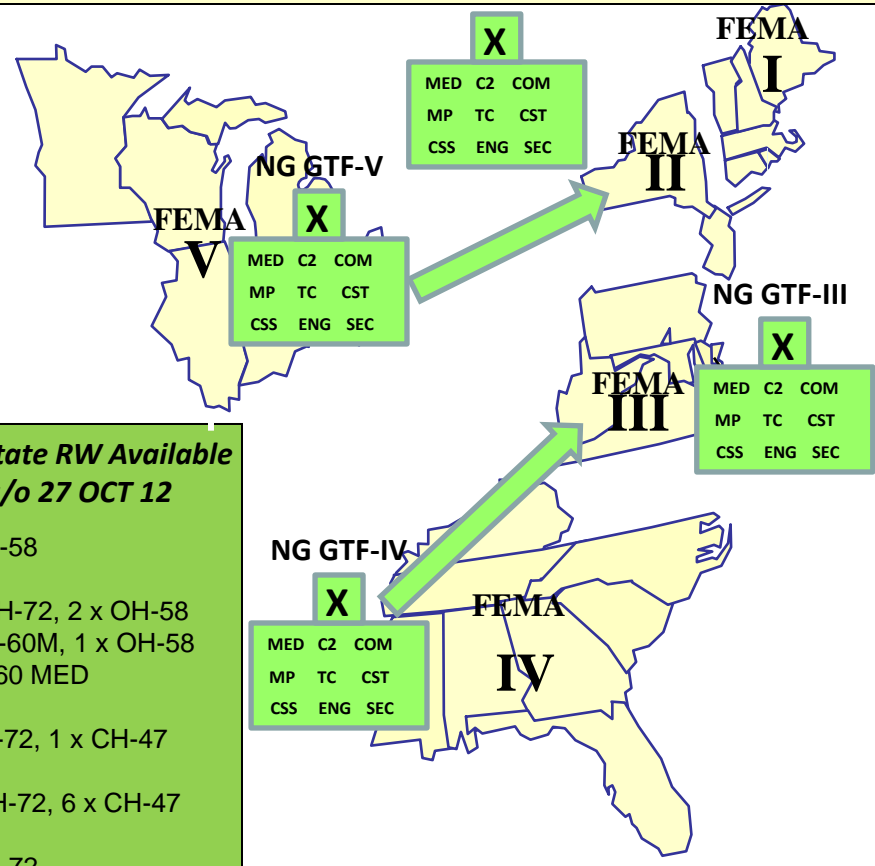 FEMA
I
X
MED C2 COM
MP TC CST
CSS ENG SEC
FEMA
II
NG GTF-V
X
MED C2 COM
MP TC CST
CSS ENG SEC
FEMA
V
NG GTF-III
X
MED C2 COM
MP TC CST
CSS ENG SEC
FEMA
III
tate RW Available
/o 27 OCT 12
-58
H-72, 2 x OH-58
-60M, 1 x OH-58
60 MED
-72, 1 x CH-47
H-72, 6 x CH-47
-72
NG GTF-IV
X
MED C2 COM
MP TC CST
CSS ENG SEC
FEMA
IV